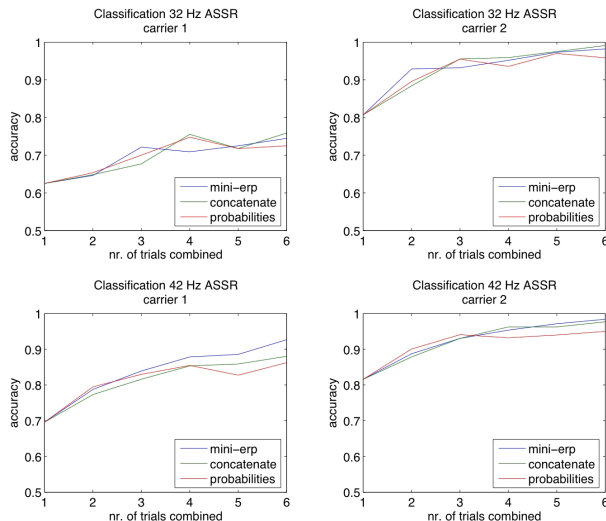 Classification 32 Hz ASSR
carrier 1
1
0.9
0.8
0.7
0.6
0.5
accuracy
mini-erp
concatenate
probabilities
1 2 3 4 5 6
nr. of trials combined
Classification 32 Hz ASSR
carrier 2
1
0.9
0.8
0.7
0.6
0.5
accuracy
mini-erp
concatenate
probabilities
1 2 3 4 5 6
nr. of trials combined
Classification 42 Hz ASSR
carrier 1
1
0.9
0.8
0.7
0.6
0.5
accuracy
mini-erp
concatenate
probabilities
1 2 3 4 5 6
nr. of trials combined
Classification 42 Hz ASSR
carrier 2
1
0.9
0.8
0.7
0.6
0.5
accuracy
mini-erp
concatenate
probabilities
1 2 3 4 5 6
nr. of trials combined